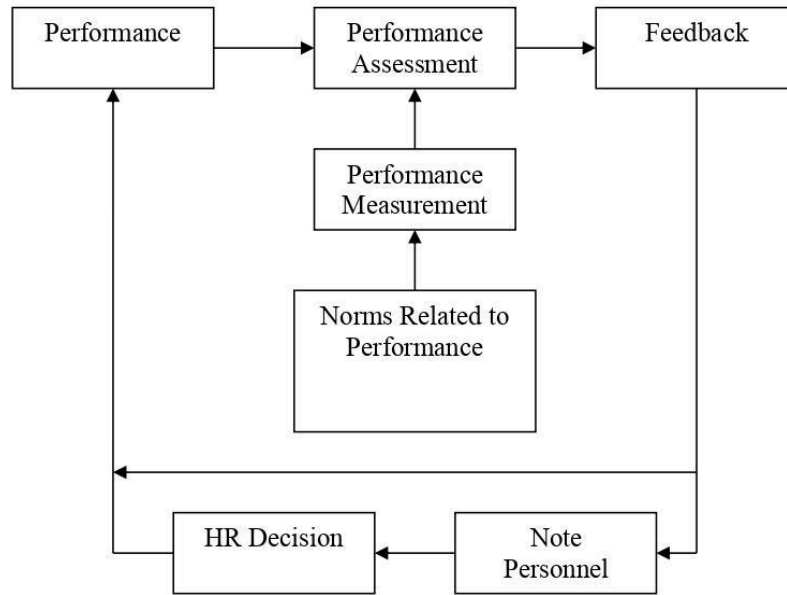 Performance
Performance
Assessment
Feedback
Performance
Measurement
Norms Related to
Performance
HR Decision
Note
Personnel